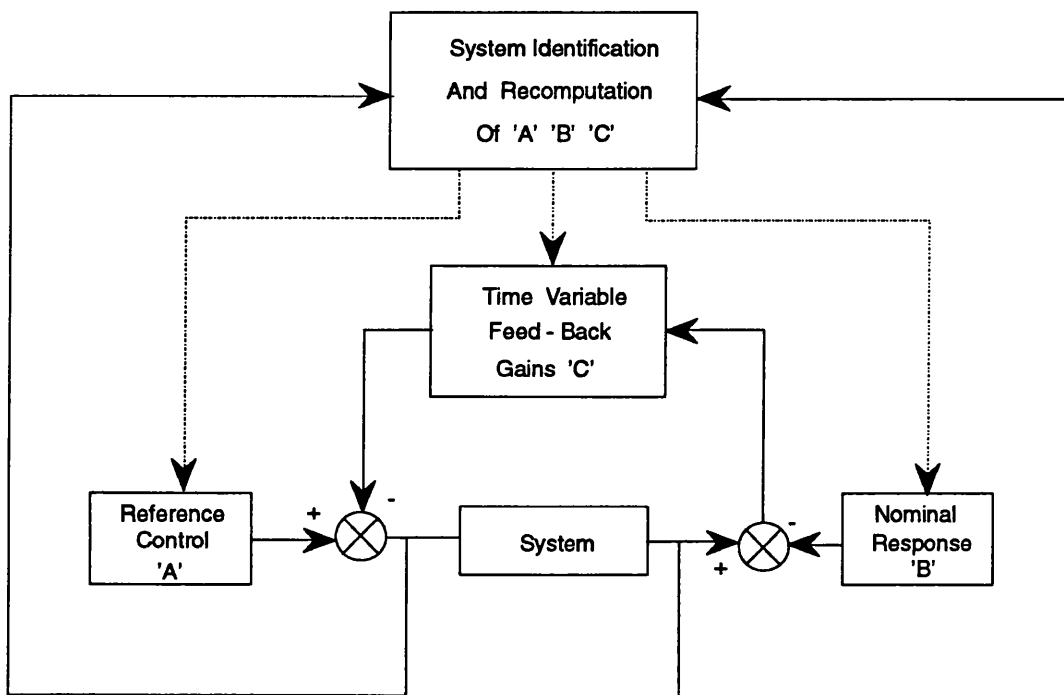 System Identification
And Recomputation
Of 'A' 'B' 'C'
Time Variable
Feed - Back
Gains 'C'
-
+
Reference
Control
'A'
System
+
-
Nominal
Response
'B'